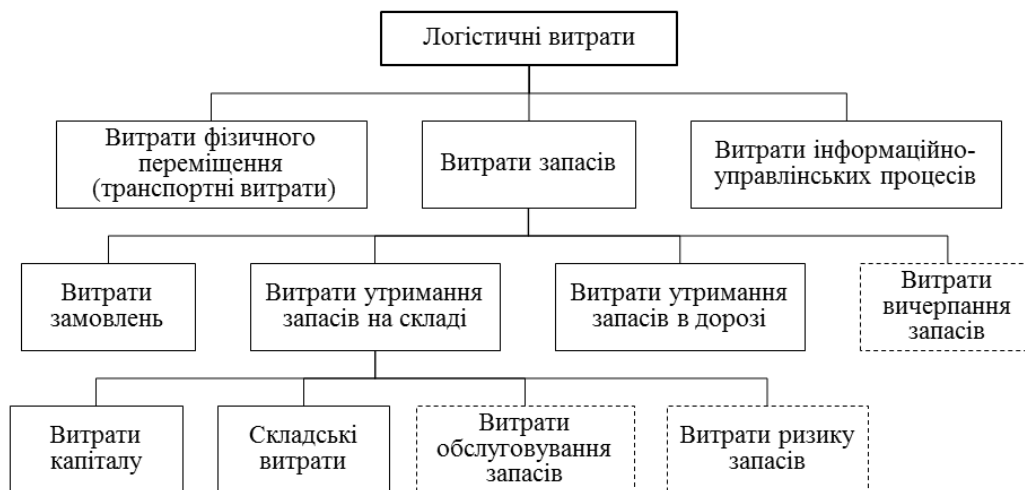 Логістичні витрати
Витрати фізичного
переміщення
(транспортні витрати)
Витрати запасів
Витрати інформаційно-
управлінських процесів
Витрати
замовлень
Витрати утримання
запасів на складі
Витрати утримання
запасів в дорозі
Витрати
вичерпання
запасів
Витрати
капіталу
Складські
витрати
Витрати
обслуговування
запасів
Витрати ризику
запасів